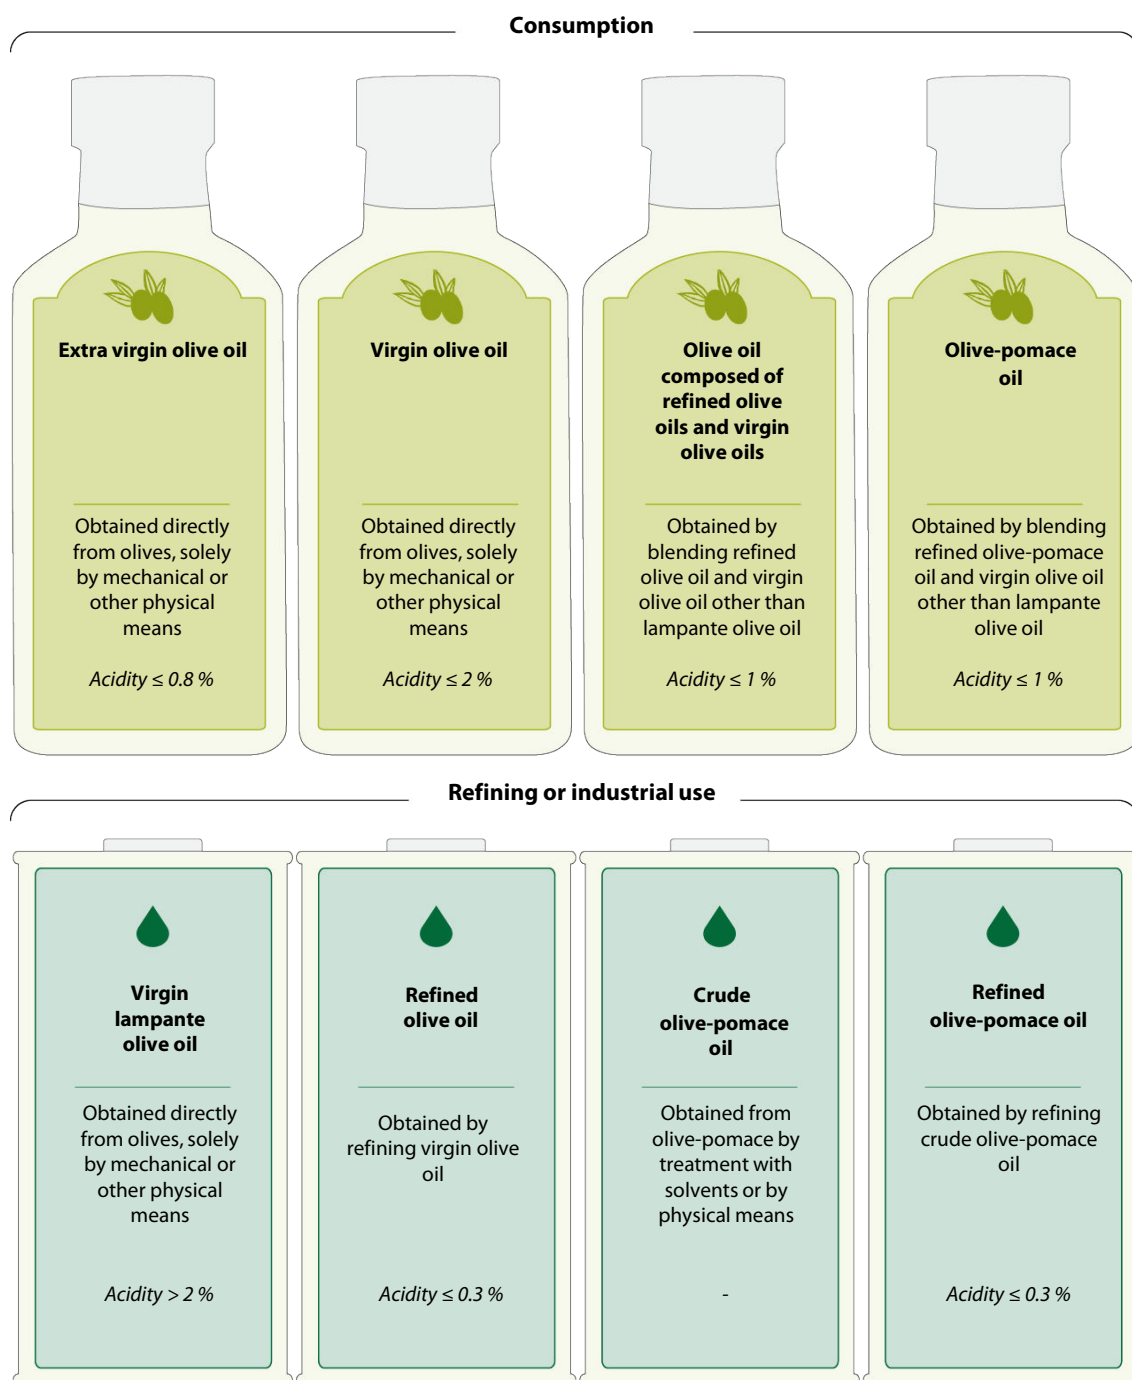 Consumption
Extra virgin olive oil
Obtained directly
from olives, solely
by mechanical or
other physical
means
Acidity ≤ 0.8 %
Virgin olive oil
Obtained directly
from olives, solely
by mechanical or
other physical
means
Acidity ≤ 2 %
Olive oil
composed of
refined olive
oils and virgin
olive oils
Obtained by
blending refined
olive oil and virgin
olive oil other than
lampante olive oil
Acidity ≤ 1 %
Olive-pomace
oil
Obtained by blending
refined olive-pomace
oil and virgin olive oil
other than lampante
olive oil
Acidity ≤ 1 %
Refining or industrial use
Virgin
lampante
olive oil
Obtained directly
from olives, solely
by mechanical or
other physical
means
Acidity > 2 %
Refined
olive oil
Obtained by
refining virgin olive
oil
Acidity ≤ 0.3 %
Crude
olive-pomace
oil
Obtained from
olive-pomace by
treatment with
solvents or by
physical means
-
Refined
olive-pomace oil
Obtained by refining
crude olive-pomace
oil
Acidity ≤ 0.3 %